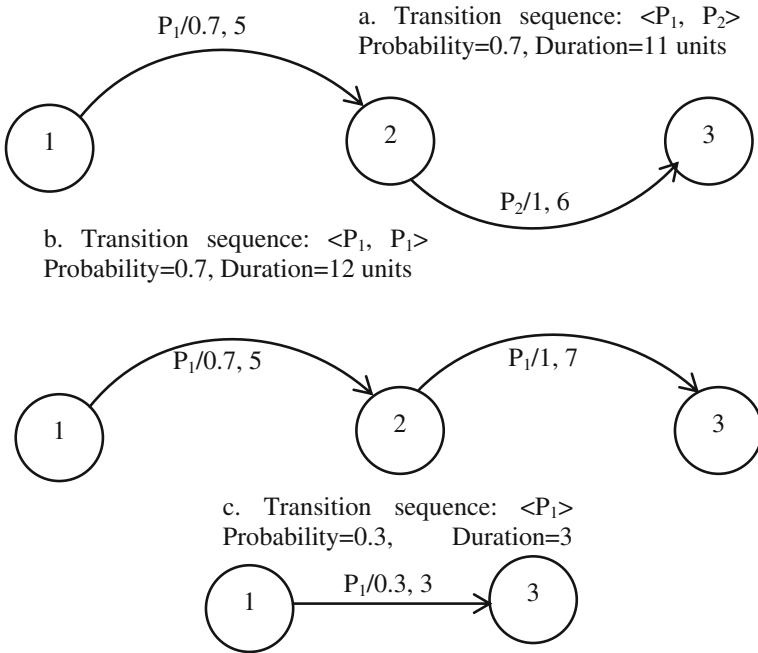 a. Transition sequence: <P₁, P₂>
Probability=0.7, Duration=11 units
P₁/0.7, 5
1
2
3
P₂/1, 6
b. Transition sequence: <P₁, P₁>
Probability=0.7, Duration=12 units
P₁/0.7, 5
P₁/1, 7
1
2
3
c. Transition sequence: <P₁>
Probability=0.3, Duration=3
P₁/0.3, 3
1
3